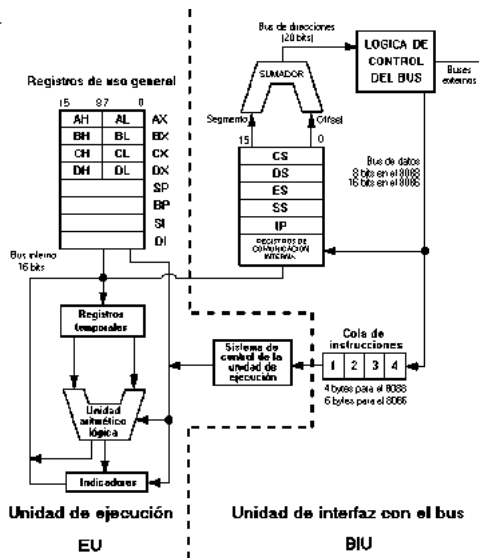 Bus de direcciones
(20 bits)
LOGICA DE
CONTROL
DEL BUS
Buses
externos
SUMADOR
Segmento
Offset
15
0
CS
DS
ES
SS
IP
REGISTROS DE
COMUNICACIÓN
INTERNA
Bus de datos
8 bits en el 8088
16 bits en el 8086
Registros de uso general
15 87 0
AH AL AX
BH BL BX
CH CL CX
DH DL DX
SP
BP
SI
DI
Bus interno
16 bits
Registros
temporales
Unidad
aritmético
lógica
Indicadores
Sistema de
control de la
unidad de
ejecución
Cola de
instrucciones
1 2 3 4
4 bytes para el 8088
6 bytes para el 8086
Unidad de ejecución
EU
Unidad de interfaz con el bus
BIU